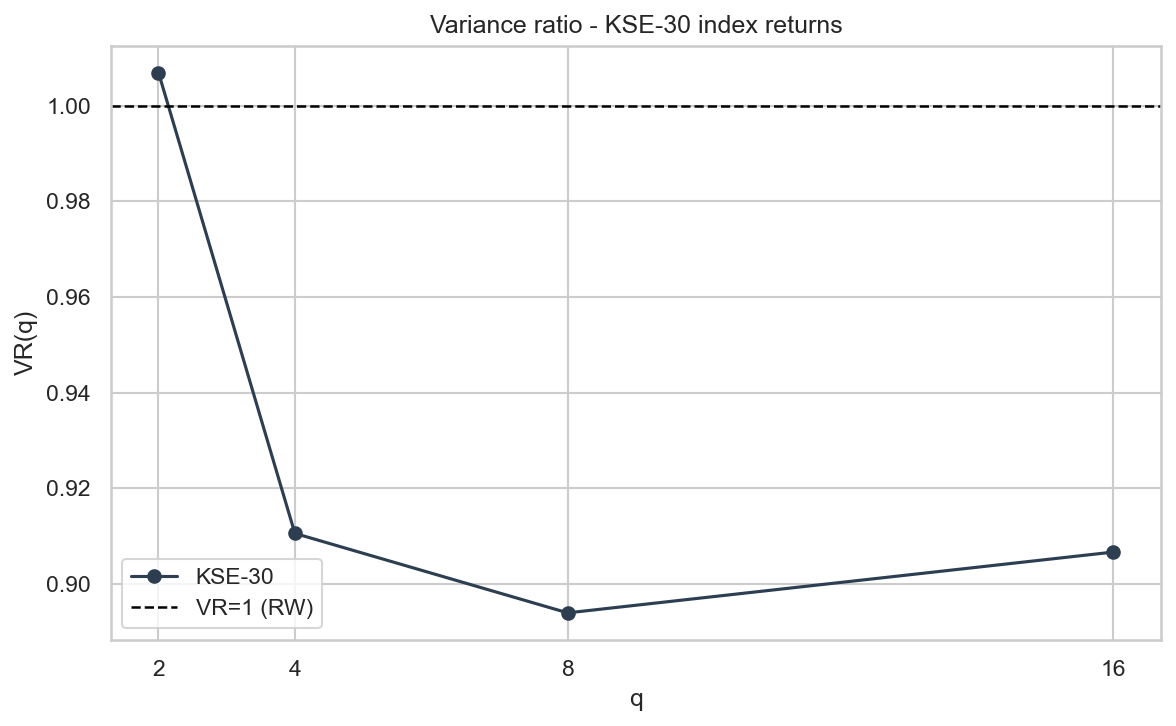 Variance ratio - KSE-30 index returns
VR(q)
1.00
0.98
0.96
0.94
0.92
0.90
KSE-30
VR=1 (RW)
2
4
8
16
q